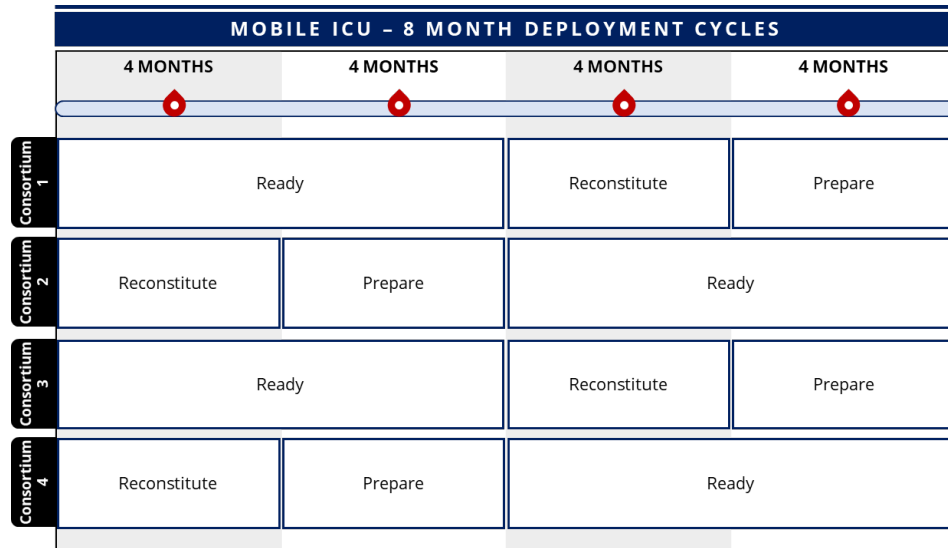 MOBILE ICU – 8 MONTH DEPLOYMENT CYCLES
4 MONTHS
4 MONTHS
4 MONTHS
4 MONTHS
Consortium
1
Ready
Reconstitute
Prepare
Consortium
2
Reconstitute
Prepare
Ready
Consortium
3
Ready
Reconstitute
Prepare
Consortium
4
Reconstitute
Prepare
Ready